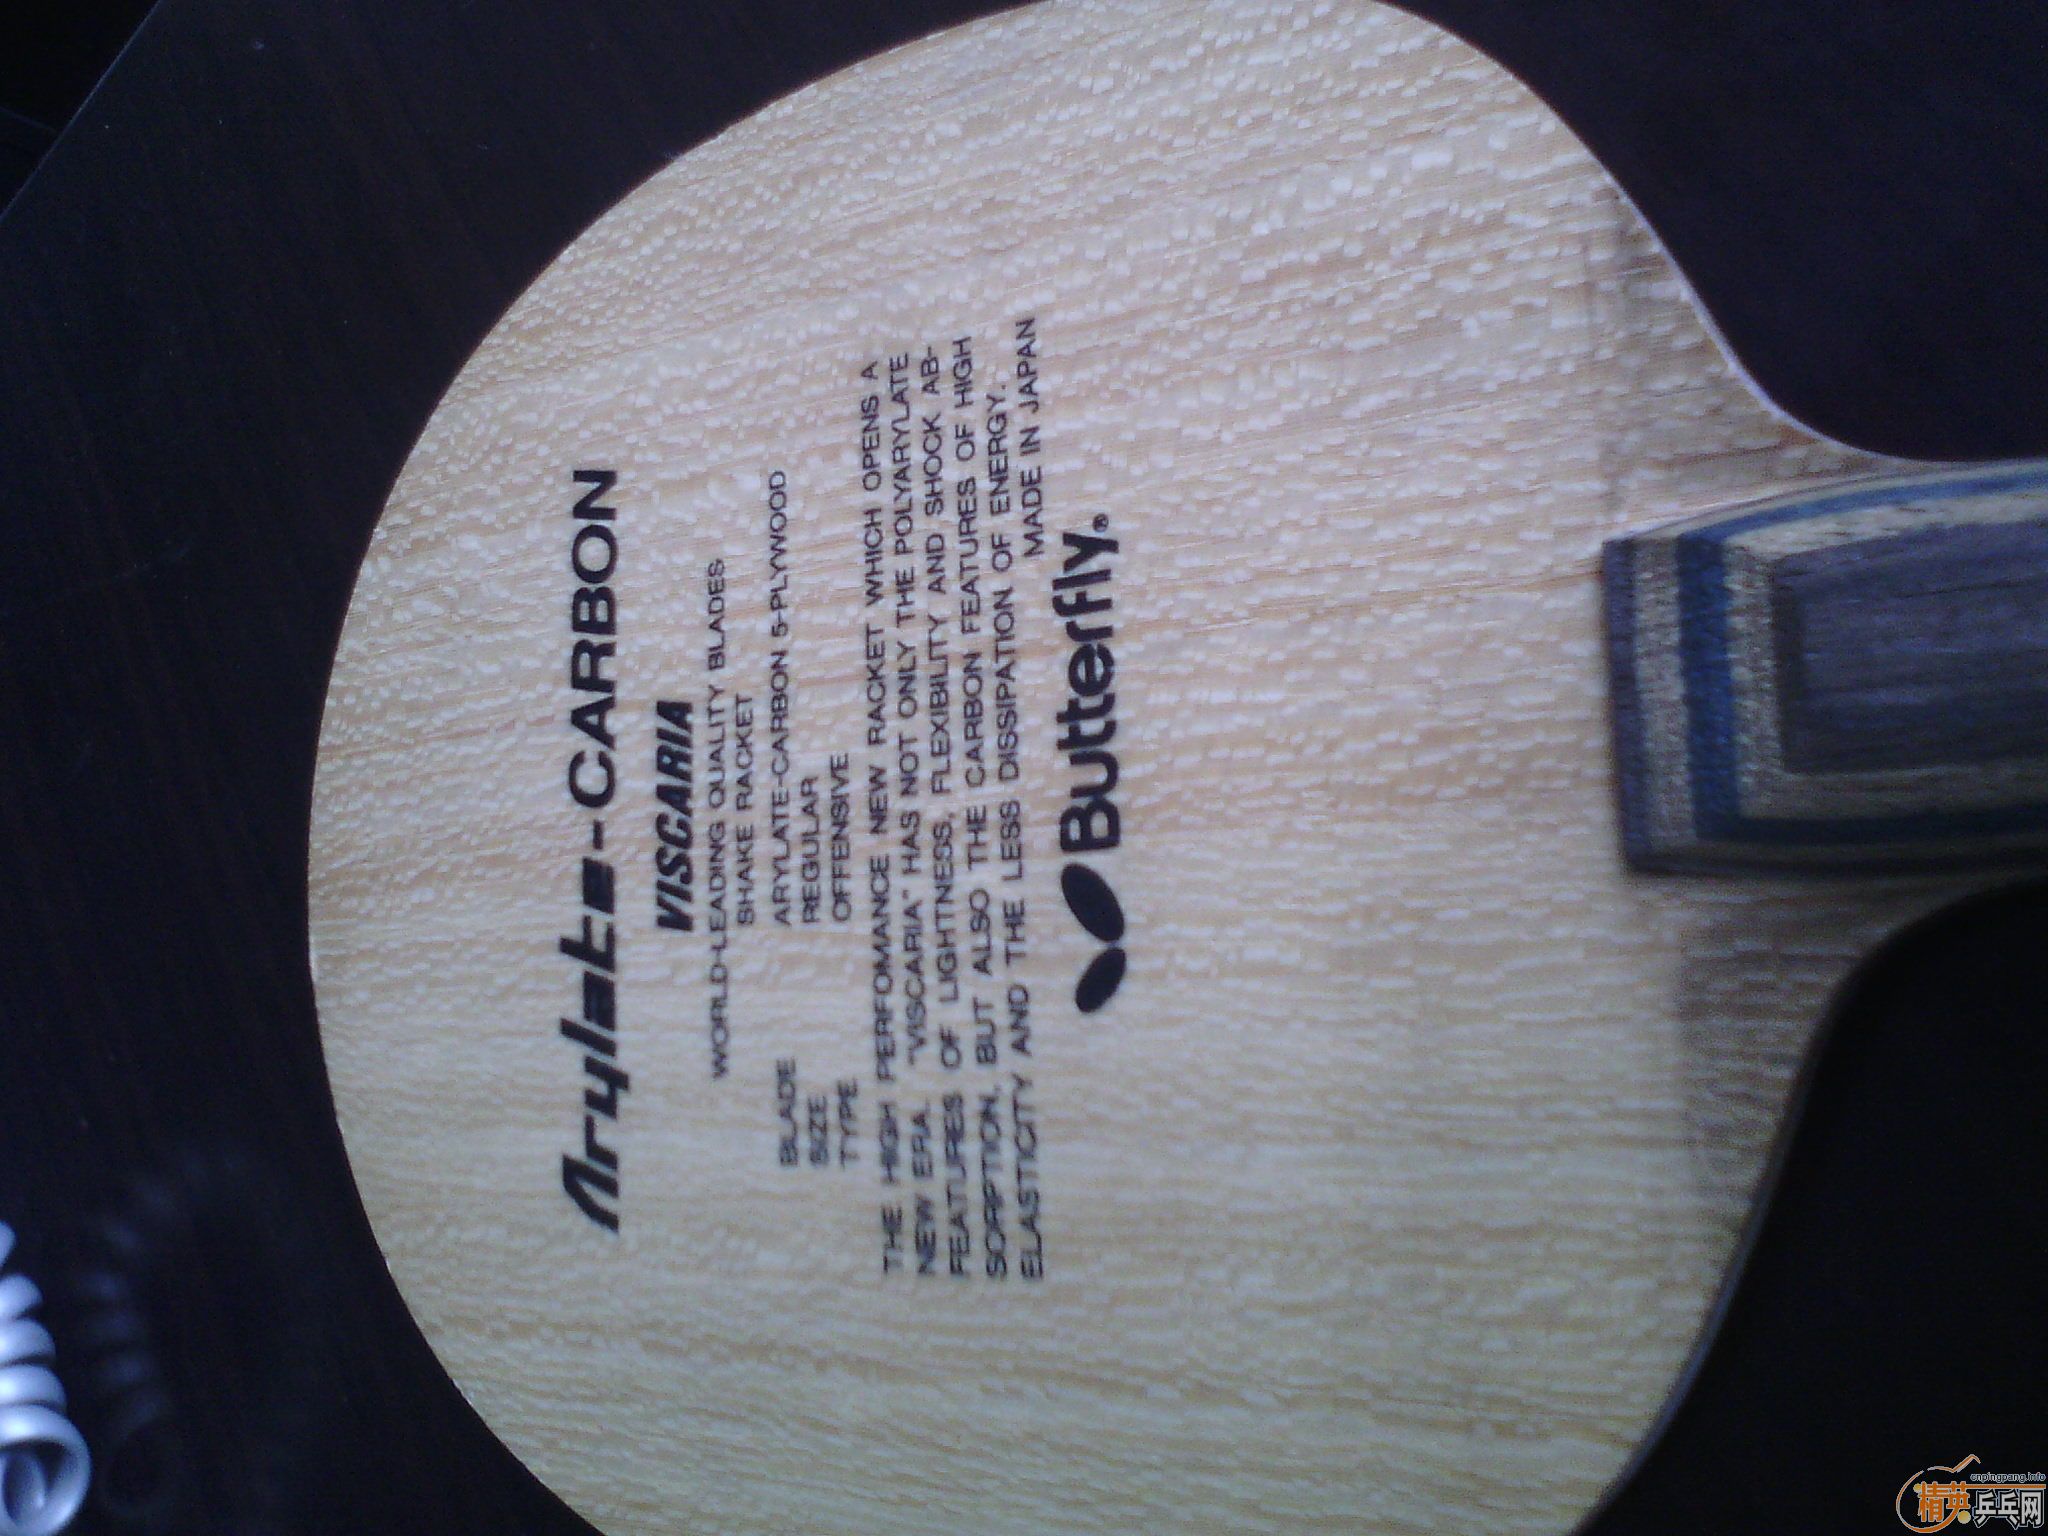 Arylate-CARBON
VISCARIA
WORLD-LEADING QUALITY BLADES
SHAKE RACKET
BLADE ARYLATE-CARBON 5-PLYWOOD
SIZE REGULAR
TYPE OFFENSIVE
THE HIGH PERFOMANCE NEW RACKET WHICH OPENS A
NEW ERA. "VISCARIA" HAS NOT ONLY THE POLYARYLATE
FEATURES OF LIGHTNESS, FLEXIBILITY AND SHOCK AB-
SORPTION, BUT ALSO THE CARBON FEATURES OF HIGH
ELASTICITY AND THE LESS DISSIPATION OF ENERGY.
MADE IN JAPAN
Butterfly®
cnpingpang.info
精英乒乓网